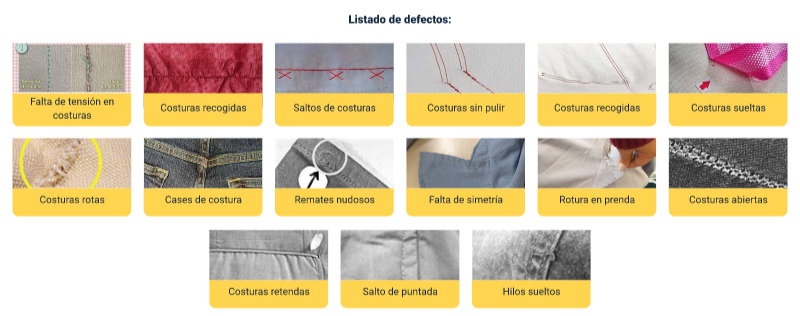 Listado de defectos:
Falta de tensión en
costuras
Costuras recogidas
Saltos de costuras
Costuras sin pulir
Costuras recogidas
Costuras sueltas
Costuras rotas
Cases de costura
Remates nudosos
Falta de simetría
Rotura en prenda
Costuras abiertas
Costuras retendas
Salto de puntada
Hilos sueltos